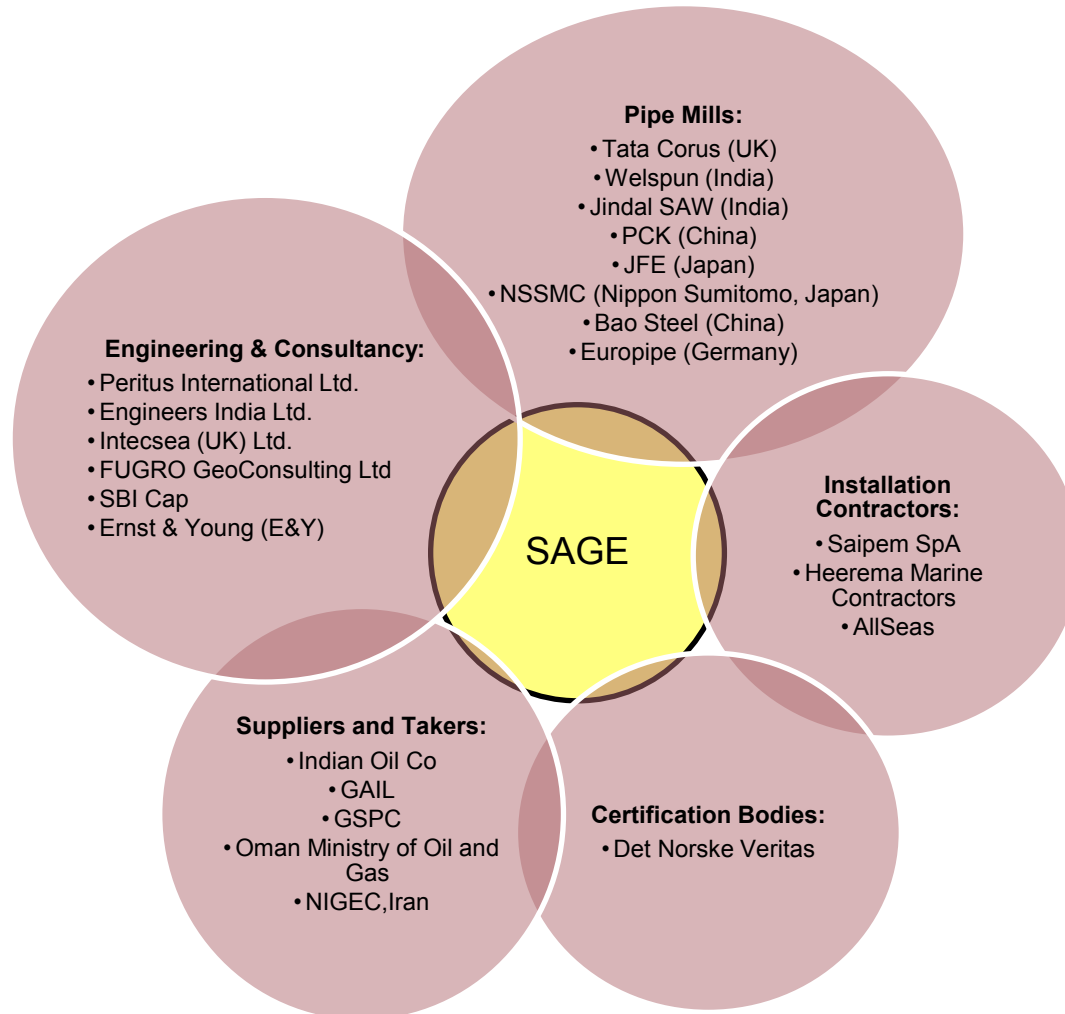 Pipe Mills:
• Tata Corus (UK)
• Welspun (India)
• Jindal SAW (India)
• PCK (China)
• JFE (Japan)
• NSSMC (Nippon Sumitomo, Japan)
• Bao Steel (China)
• Europipe (Germany)
Engineering & Consultancy:
• Peritus International Ltd.
• Engineers India Ltd.
• Intecsea (UK) Ltd.
• FUGRO GeoConsulting Ltd
• SBI Cap
• Ernst & Young (E&Y)
SAGE
Installation
Contractors:
• Saipem SpA
• Heerema Marine
Contractors
• AllSeas
Suppliers and Takers:
• Indian Oil Co
• GAIL
• GSPC
• Oman Ministry of Oil and
Gas
• NIGEC,Iran
Certification Bodies:
• Det Norske Veritas